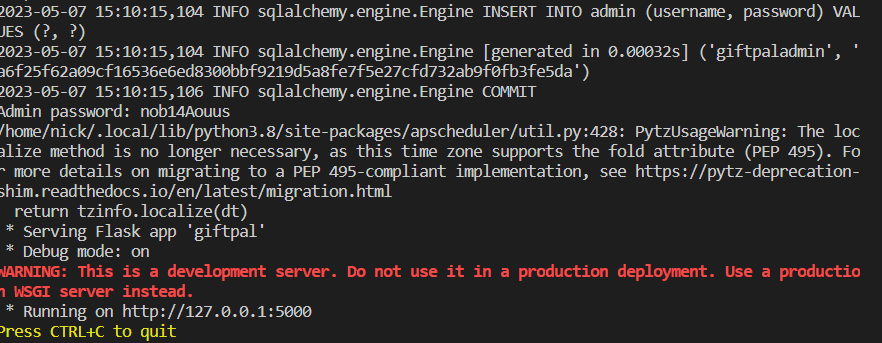 2023-05-07 15:10:15,104 INFO sqlalchemy.engine.Engine INSERT INTO admin (username, password) VAL
UES (?, ?)
2023-05-07 15:10:15,104 INFO sqlalchemy.engine.Engine [generated in 0.00032s] ('giftpaladmin', '
a6f25f62a09cf16536e6ed8300bbf9219d5a8fe7f5e27cfd732ab9f0fb3fe5da')
2023-05-07 15:10:15,106 INFO sqlalchemy.engine.Engine COMMIT
Admin password: nob14Aouus
/home/nick/.local/lib/python3.8/site-packages/apscheduler/util.py:428: PytzUsageWarning: The loc
alize method is no longer necessary, as this time zone supports the fold attribute (PEP 495). Fo
r more details on migrating to a PEP 495-compliant implementation, see https://pytz-deprecation-
shim.readthedocs.io/en/latest/migration.html
  return tzinfo.localize(dt)
 * Serving Flask app 'giftpal'
 * Debug mode: on
WARNING: This is a development server. Do not use it in a production deployment. Use a productio
n WSGI server instead.
 * Running on http://127.0.0.1:5000
Press CTRL+C to quit